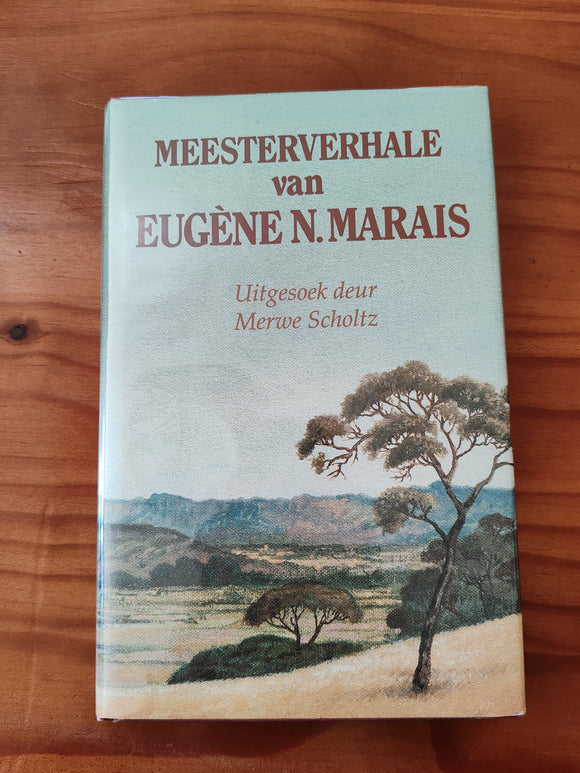 MEESTERVERHALE
van
EUGÈNE N. MARAIS
Uitgesoek deur
Merwe Scholtz